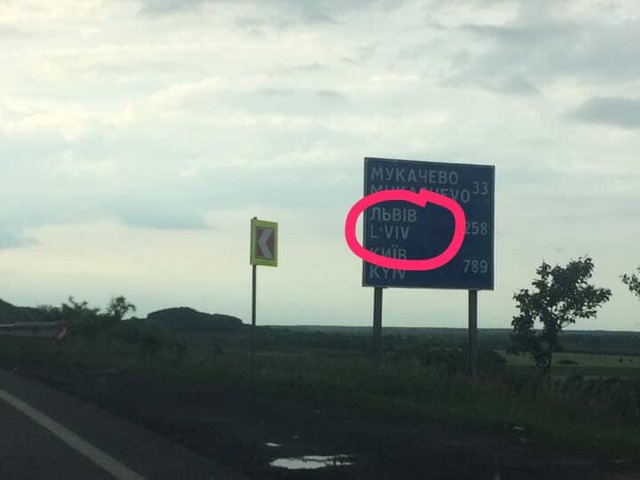 МУКАЧЕВО
MUKACHEVO 33
ЛЬВІВ
L'VIV 258
КИЇВ
KYIV 789